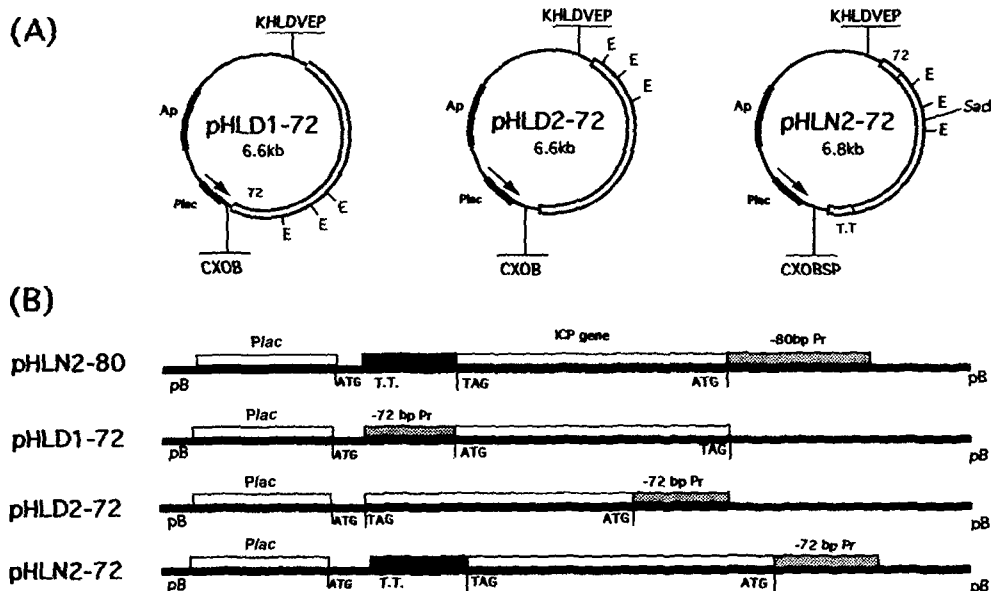 (A)
KHLDVEP
Ap
pHLD1-72
6.6kb
Plac
72
E
E
E
CXOB
KHLDVEP
E
E
E
Ap
pHLD2-72
6.6kb
Plac
CXOB
KHLDVEP
72
E
E
SacI
E
Ap
pHLN2-72
6.8kb
Plac
T.T
CXOBSP
(B)
pHLN2-80
Plac
ICP gene
-80bp Pr
pB
ATG
T.T.
TAG
ATG
pB
pHLD1-72
Plac
-72 bp Pr
pB
ATG
ATG
TAG
pB
pHLD2-72
Plac
-72 bp Pr
pB
ATG
TAG
ATG
pB
pHLN2-72
Plac
-72 bp Pr
pB
ATG
T.T.
TAG
ATG
pB